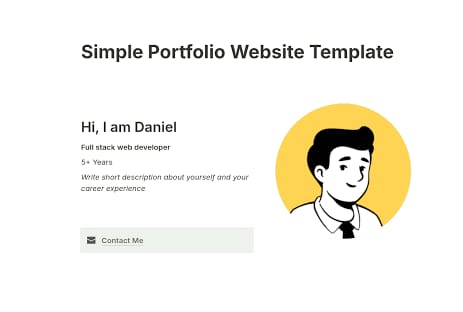 Simple Portfolio Website Template
Hi, I am Daniel
Full stack web developer
5+ Years
Write short description about yourself and your
career experience
Contact Me